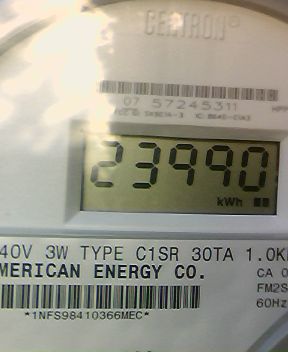 CENTRON®
07 57245311
23990
kWh
40V 3W TYPE C1SR 30TA 1.0K
MERICAN ENERGY CO.
CA 0
FM2S
60Hz
*1NFS98410366MEC*